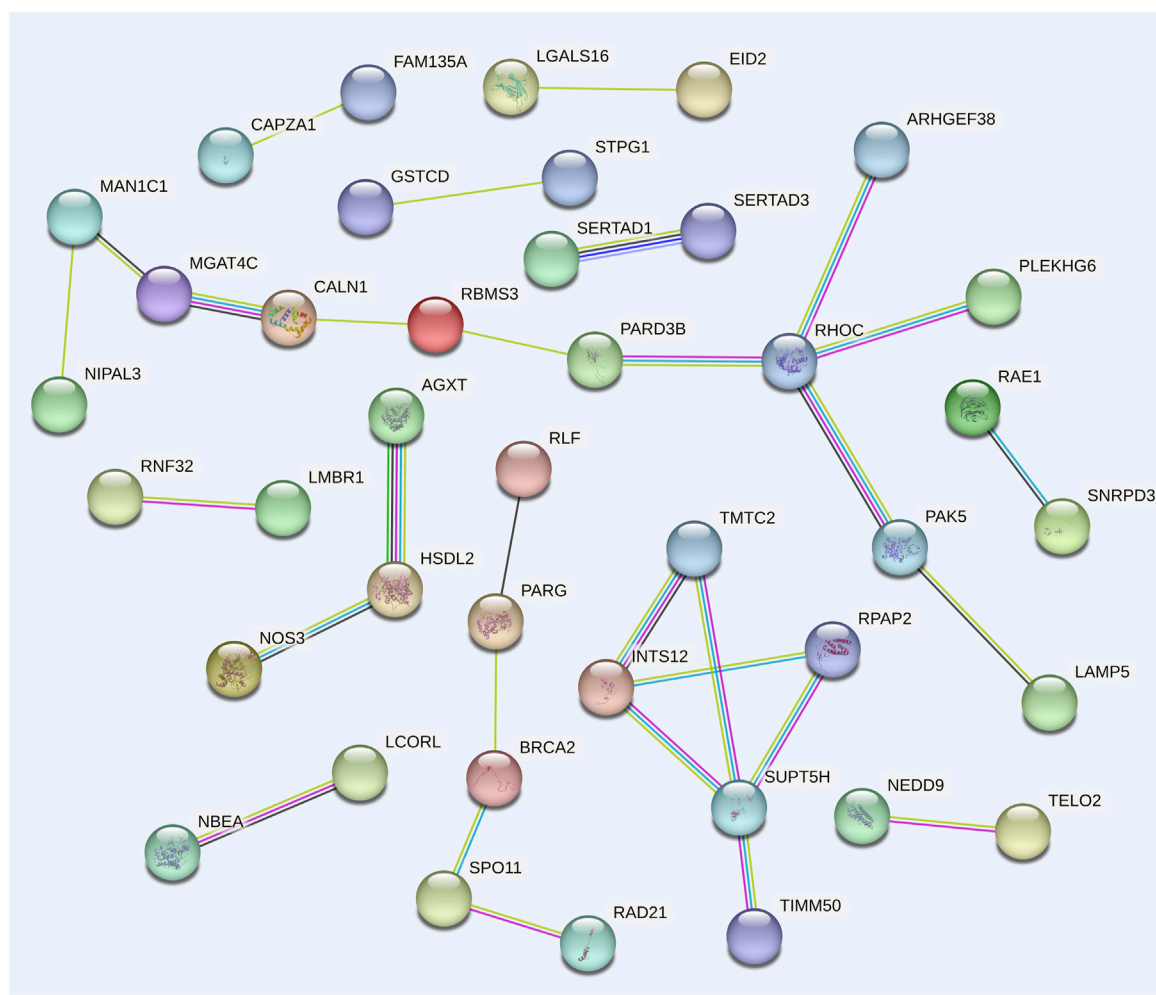 FAM135A
LGALS16
EID2
CAPZA1
ARHGEF38
STPG1
GSTCD
MAN1C1
SERTAD3
SERTAD1
MGAT4C
PLEKHG6
CALN1
RBMS3
PARD3B
RHOC
NIPAL3
RAE1
AGXT
RLF
RNF32
LMBR1
SNRPD3
TMTC2
PAK5
HSDL2
PARG
RPAP2
NOS3
INTS12
LAMP5
LCORL
BRCA2
SUPT5H
NEDD9
TELO2
NBEA
SPO11
RAD21
TIMM50